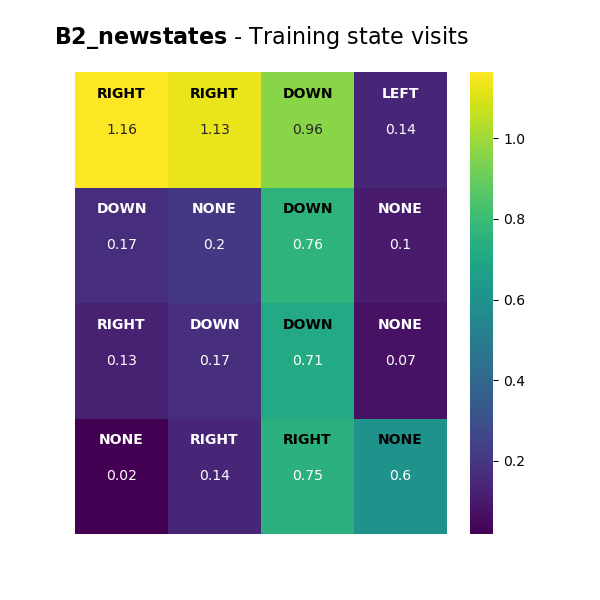 B2_newstates - Training state visits
RIGHT RIGHT DOWN LEFT
1.16 1.13 0.96 0.14
DOWN NONE DOWN NONE
0.17 0.2 0.76 0.1
RIGHT DOWN DOWN NONE
0.13 0.17 0.71 0.07
NONE RIGHT RIGHT NONE
0.02 0.14 0.75 0.6
1.0
0.8
0.6
0.4
0.2